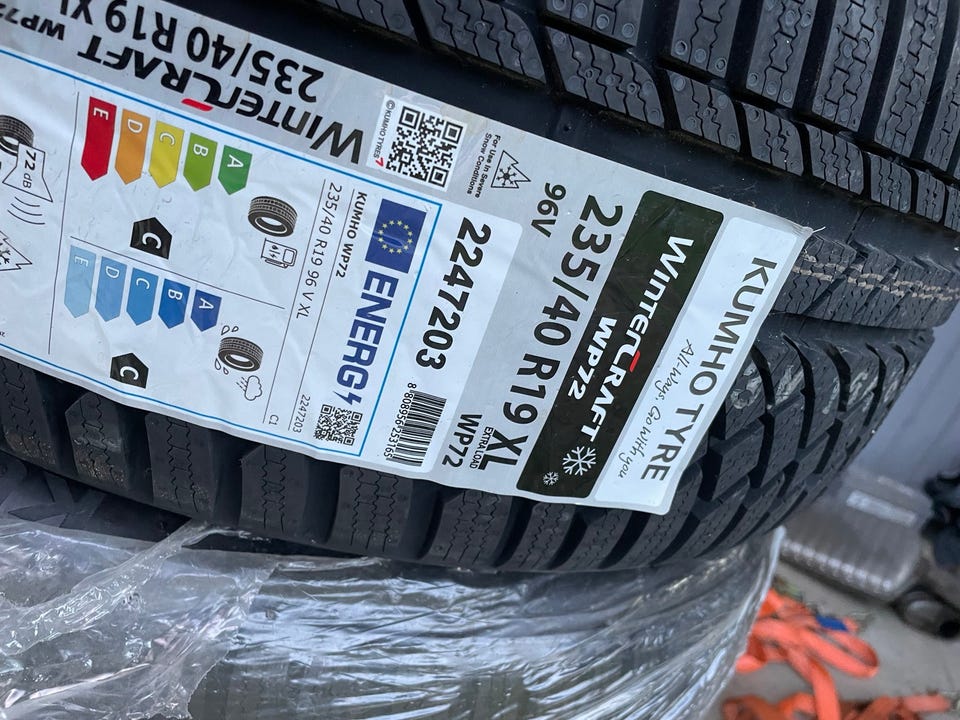 KUMHO TYRE
All Ways, Go With you
WINTERCRAFT
WP72
235/40 R19 XL
96V
EXTRA LOAD
WP72
For Use In Severe
Snow Conditions
2247203
ENERG
KUMHO WP72
235/40 R19 96 V XL
2247203
C1
A
B
C
D
E
C
A
B
C
D
E
C
72 dB
© KUMHO TYRES
WINTERCRAFT WP72
235/40 R19 XL